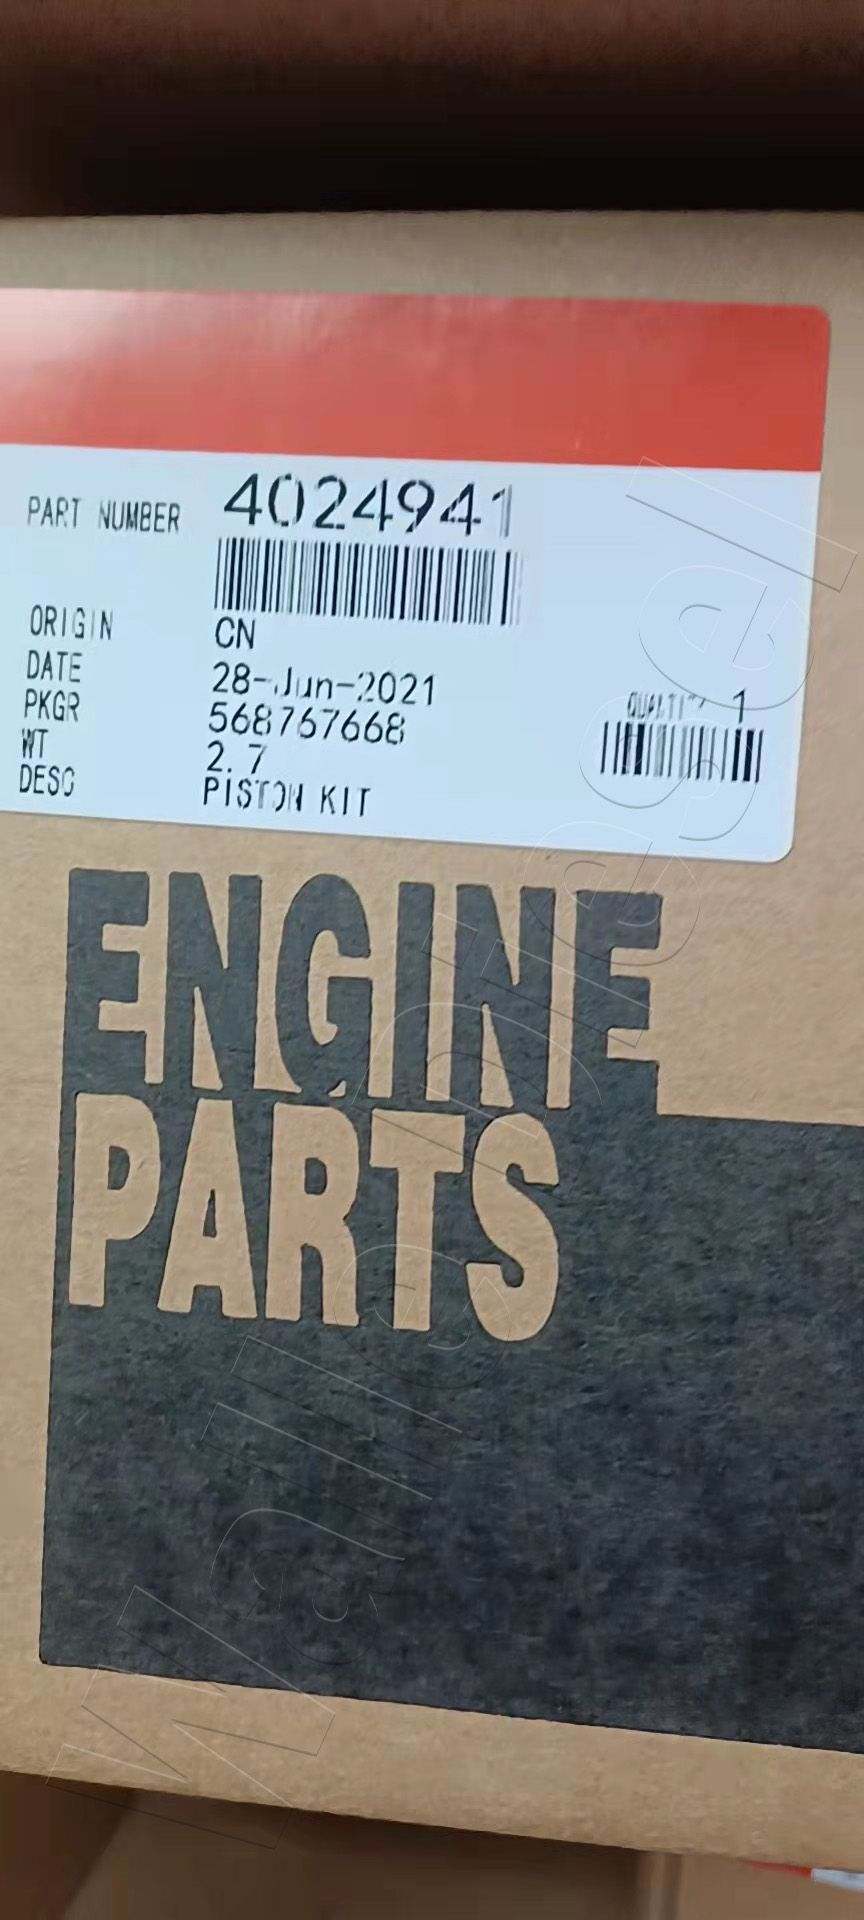 PART NUMBER 4024941
ORIGIN CN
DATE 28-Jun-2021
PKGR 568767668
QUALTITY 1
WT 2.7
DESC PISTON KIT
ENGINE
PARTS